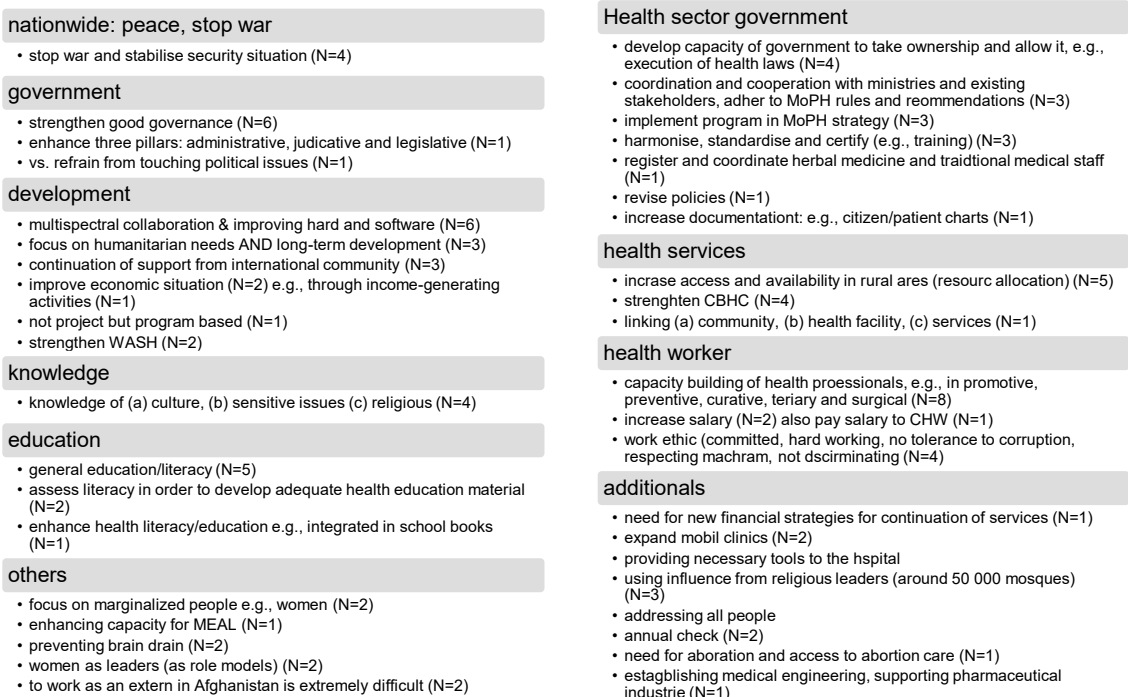 nationwide: peace, stop war
• stop war and stabilise security situation (N=4)
government
• strengthen good governance (N=6)
• enhance three pillars: administrative, judicative and legislative (N=1)
• vs. refrain from touching political issues (N=1)
development
• multispectral collaboration & improving hard and software (N=6)
• focus on humanitarian needs AND long-term development (N=3)
• continuation of support from international community (N=3)
• improve economic situation (N=2) e.g., through income-generating
activities (N=1)
• not project but program based (N=1)
• strengthen WASH (N=2)
knowledge
• knowledge of (a) culture, (b) sensitive issues (c) religious (N=4)
education
• general education/literacy (N=5)
• assess literacy in order to develop adequate health education material
(N=2)
• enhance health literacy/education e.g., integrated in school books
(N=1)
others
• focus on marginalized people e.g., women (N=2)
• enhancing capacity for MEAL (N=1)
• preventing brain drain (N=2)
• women as leaders (as role models) (N=2)
• to work as an extern in Afghanistan is extremely difficult (N=2)
Health sector government
• develop capacity of government to take ownership and allow it, e.g.,
execution of health laws (N=4)
• coordination and cooperation with ministries and existing
stakeholders, adher to MoPH rules and reommendations (N=3)
• implement program in MoPH strategy (N=3)
• harmonise, standardise and certify (e.g., training) (N=3)
• register and coordinate herbal medicine and traidtional medical staff
(N=1)
• revise policies (N=1)
• increase documentationt: e.g., citizen/patient charts (N=1)
health services
• incrase access and availability in rural ares (resourc allocation) (N=5)
• strenghten CBHC (N=4)
• linking (a) community, (b) health facility, (c) services (N=1)
health worker
• capacity building of health proessionals, e.g., in promotive,
preventive, curative, teriary and surgical (N=8)
• increase salary (N=2) also pay salary to CHW (N=1)
• work ethic (committed, hard working, no tolerance to corruption,
respecting machram, not dscirminating (N=4)
additionals
• need for new financial strategies for continuation of services (N=1)
• expand mobil clinics (N=2)
• providing necessary tools to the hspital
• using influence from religious leaders (around 50 000 mosques)
(N=3)
• addressing all people
• annual check (N=2)
• need for aboration and access to abortion care (N=1)
• estagblishing medical engineering, supporting pharmaceutical
industrie (N=1)